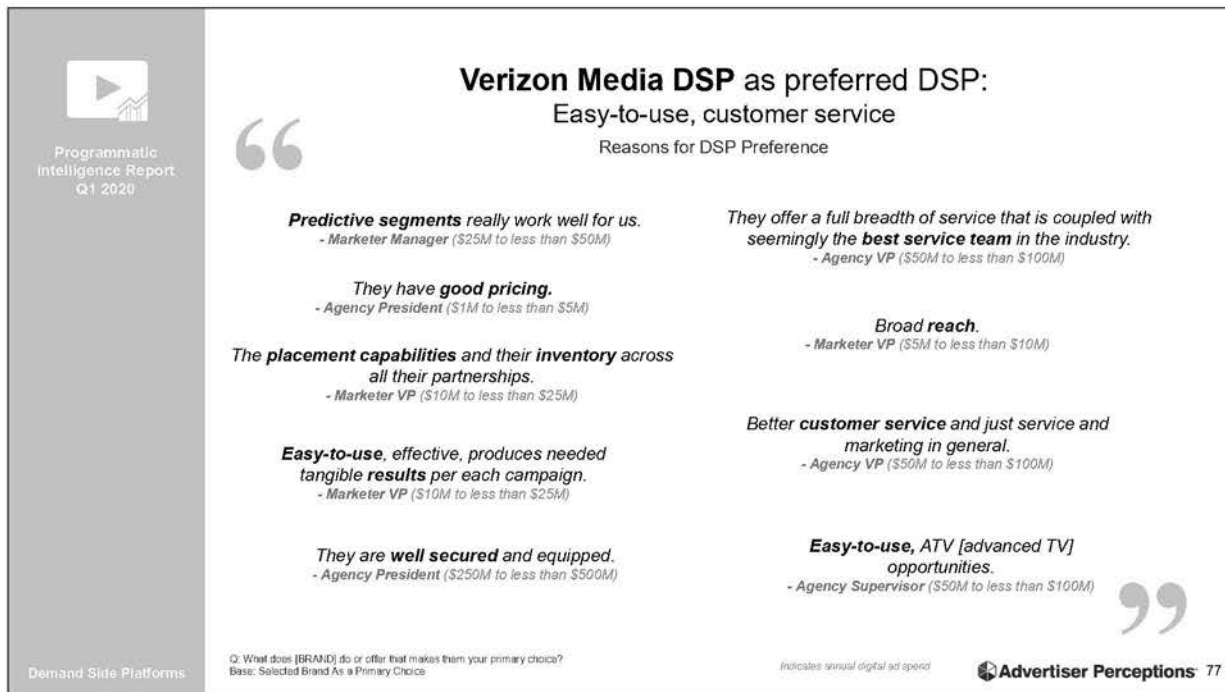 Programmatic
Intelligence Report
Q1 2020
Verizon Media DSP as preferred DSP:
Easy-to-use, customer service
Reasons for DSP Preference
“
Predictive segments really work well for us.
- Marketer Manager ($25M to less than $50M)
They have good pricing.
- Agency President ($1M to less than $5M)
The placement capabilities and their inventory across
all their partnerships.
- Marketer VP ($10M to less than $25M)
Easy-to-use, effective, produces needed
tangible results per each campaign.
- Marketer VP ($10M to less than $25M)
They are well secured and equipped.
- Agency President ($250M to less than $500M)
They offer a full breadth of service that is coupled with
seemingly the best service team in the industry.
- Agency VP ($50M to less than $100M)
Broad reach.
- Marketer VP ($5M to less than $10M)
Better customer service and just service and
marketing in general.
- Agency VP ($50M to less than $100M)
Easy-to-use, ATV [advanced TV]
opportunities.
- Agency Supervisor ($50M to less than $100M)
”
Demand Side Platforms
Q: What does [BRAND] do or offer that makes them your primary choice?
Base: Selected Brand As a Primary Choice
Indicates annual digital ad spend
Advertiser Perceptions 77